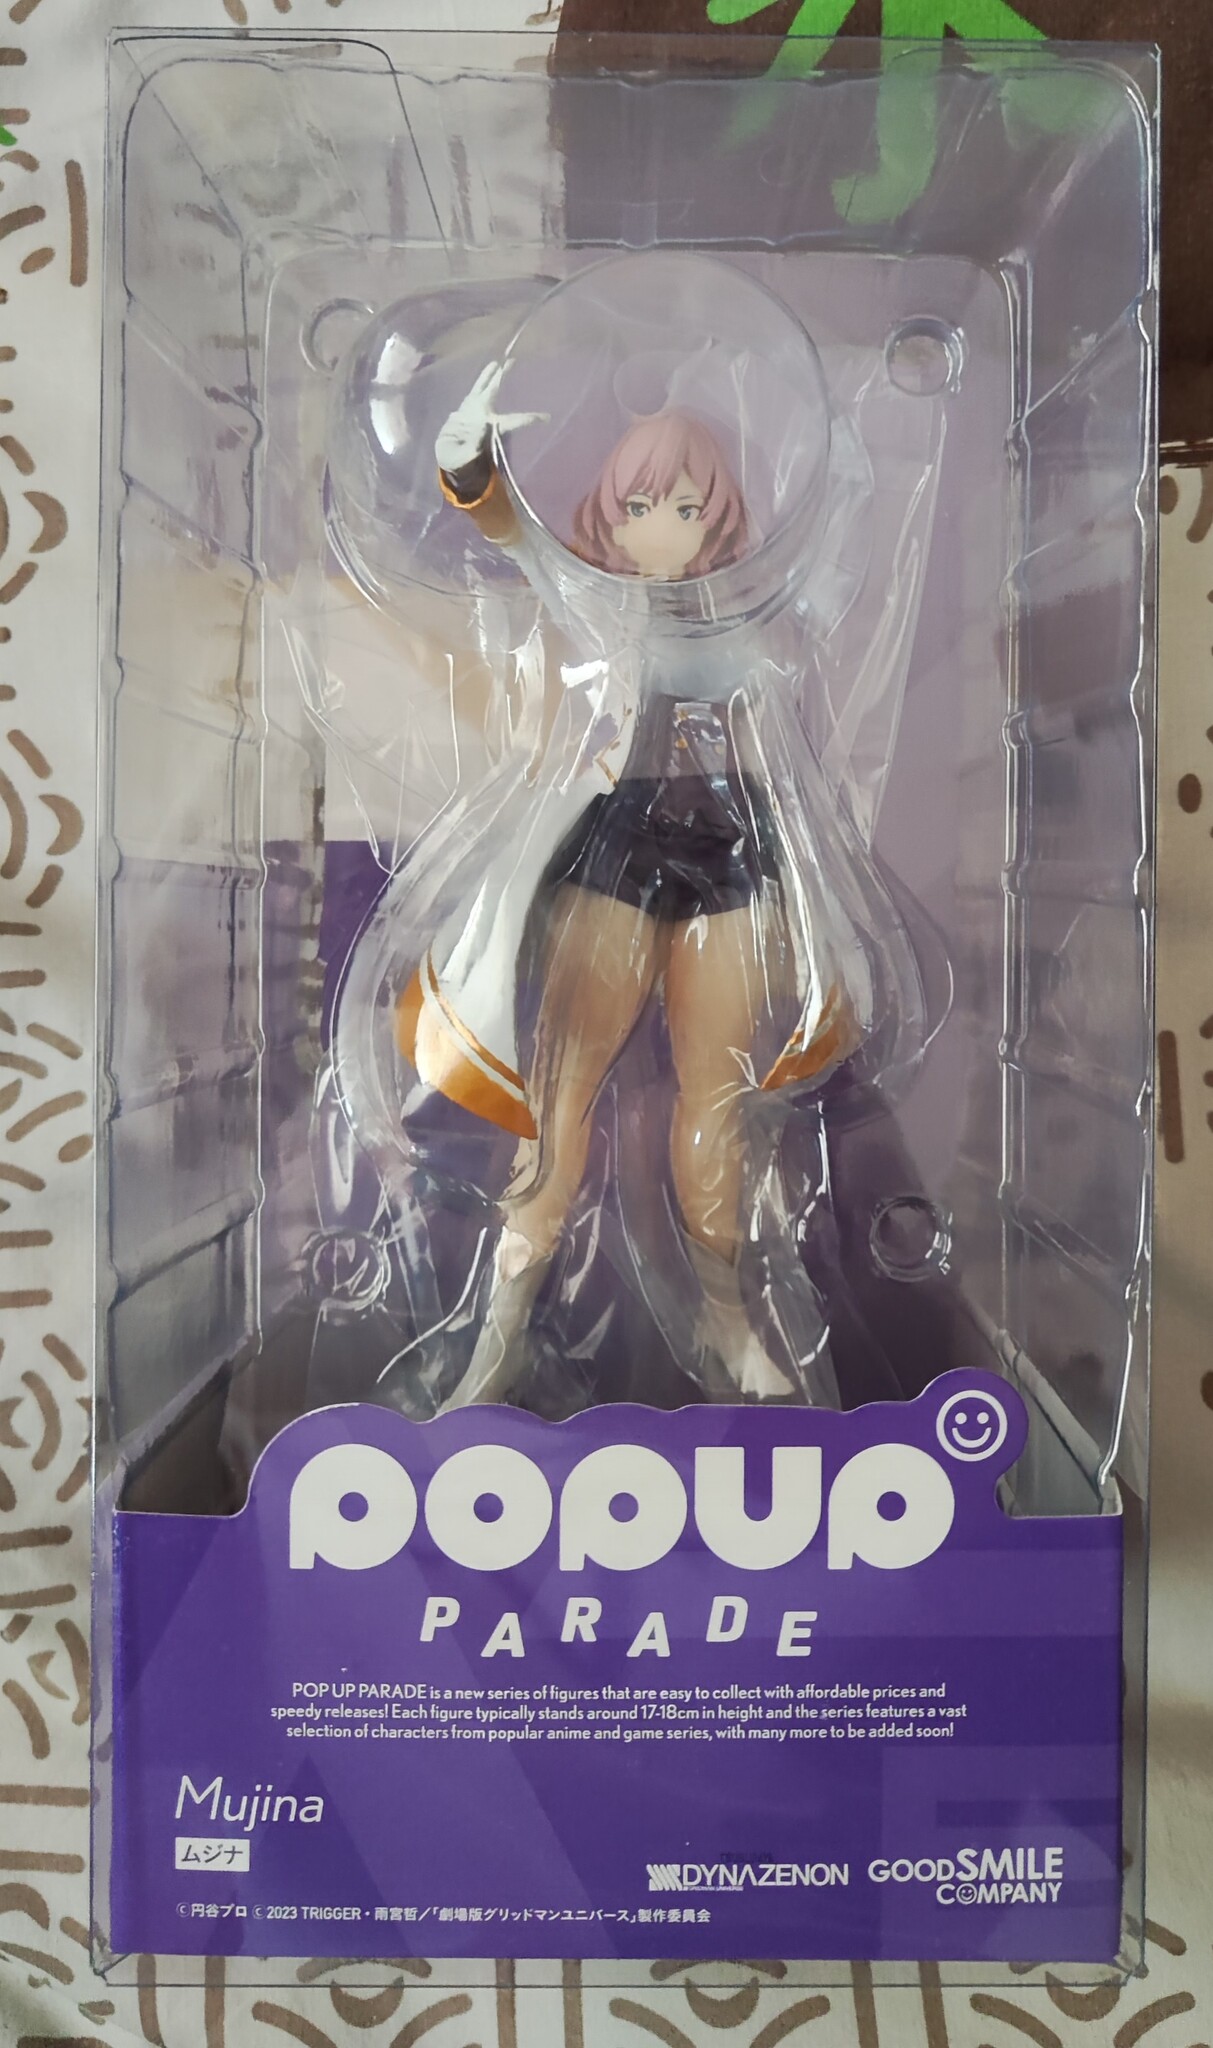 POPUP
PARADE
POP UP PARADE is a new series of figures that are easy to collect with affordable prices and
speedy releases! Each figure typically stands around 17-18cm in height and the series features a vast
selection of characters from popular anime and game series, with many more to be added soon!
Mujina
ムジナ
DYNAZENON
GOOD SMILE
COMPANY
©円谷プロ ©2023 TRIGGER・雨宮哲/「劇場版グリッドマンユニバース」製作委員会